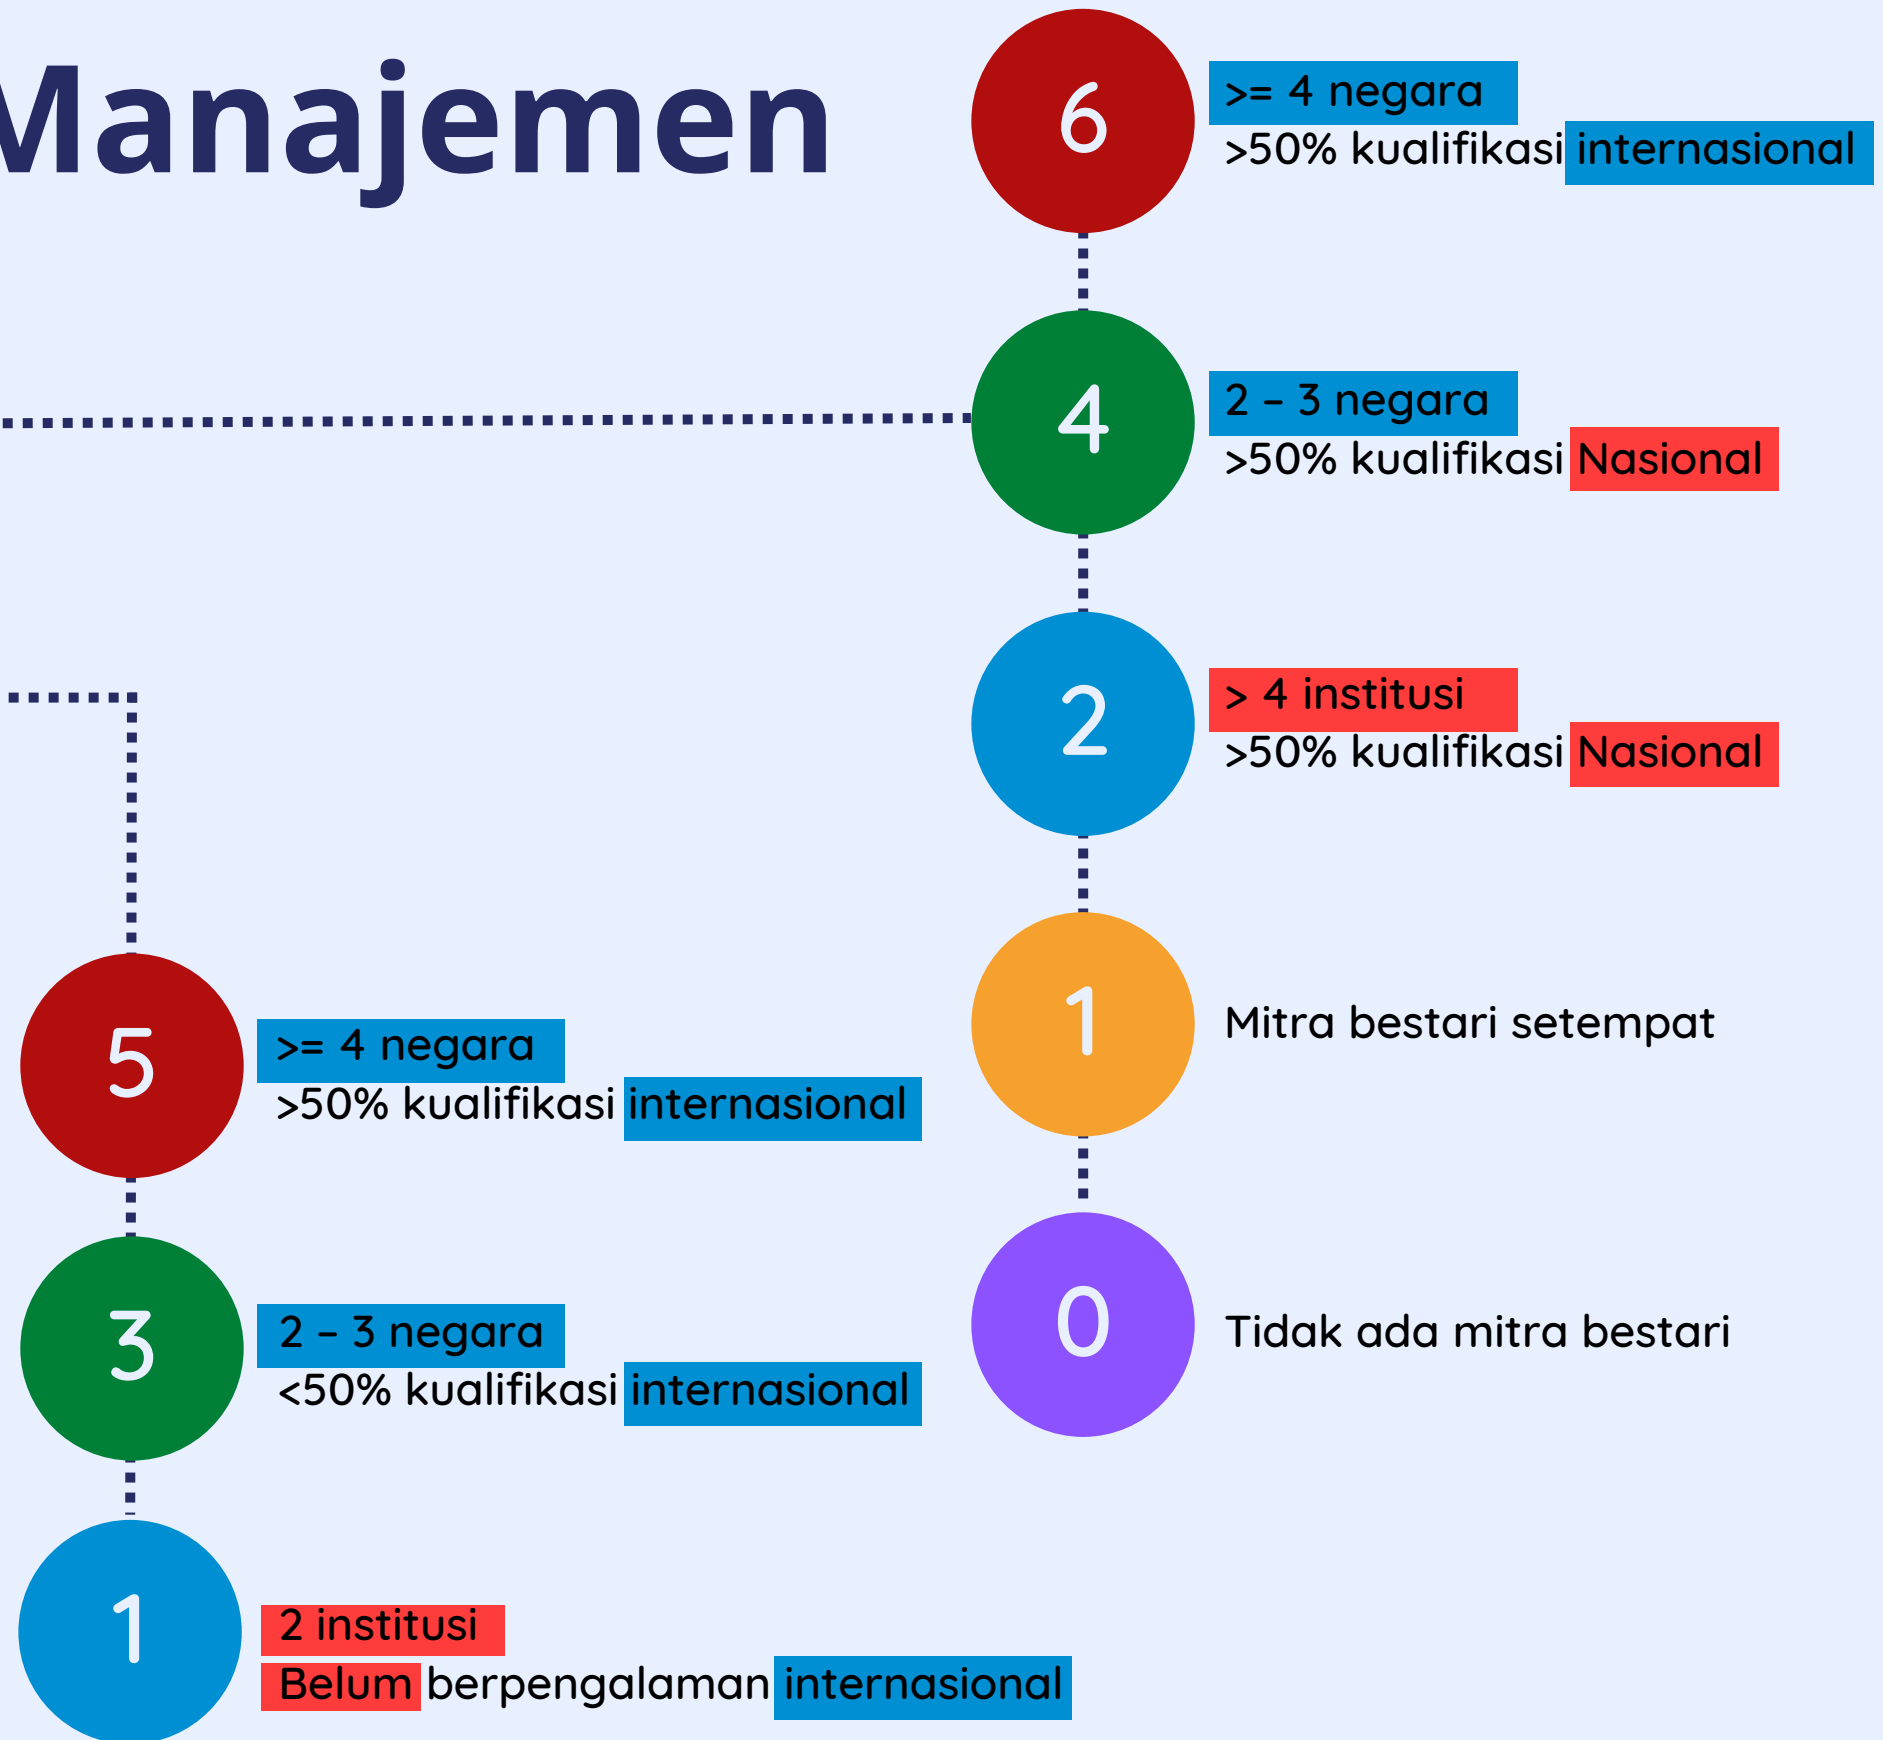 Manajemen
6
>= 4 negara
>50% kualifikasi internasional
4
2 – 3 negara
>50% kualifikasi Nasional
2
> 4 institusi
>50% kualifikasi Nasional
1
Mitra bestari setempat
0
Tidak ada mitra bestari
5
>= 4 negara
>50% kualifikasi internasional
3
2 – 3 negara
<50% kualifikasi internasional
1
2 institusi
Belum berpengalaman internasional